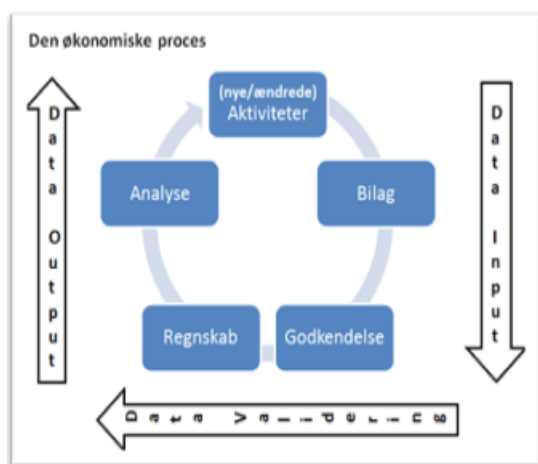 Den økonomiske proces
(nye/ændrede)
Aktiviteter
Analyse
Bilag
Regnskab
Godkendelse
Data Output
Data Input
Data Validering